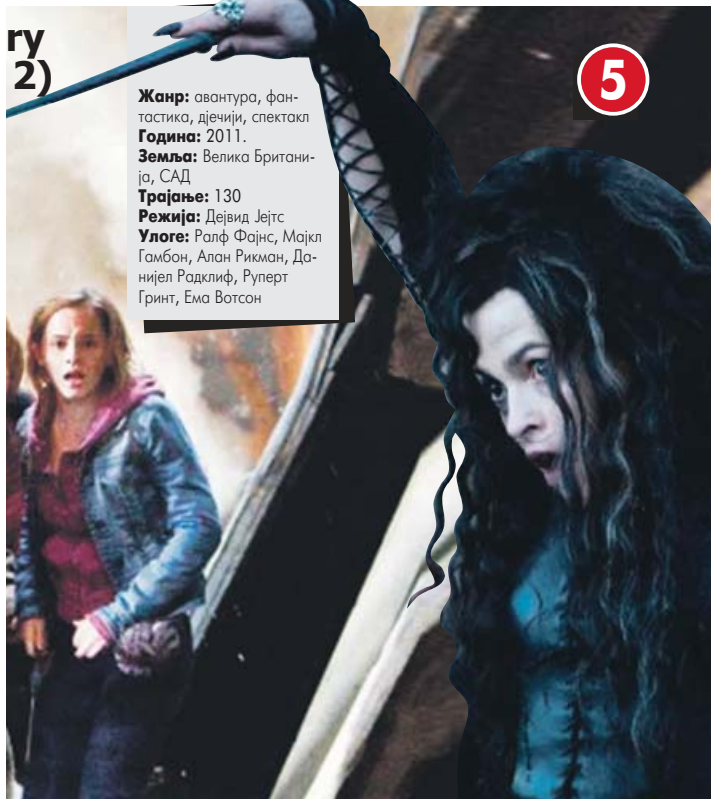 ry
2)
5
Жанр: авантура, фан-
тастика, дјечији, спектакл
Година: 2011.
Земља: Велика Британи-
ја, САД
Трајање: 130
Режија: Дејвид Јејтс
Улоге: Ралф Фајнс, Мајкл
Гамбон, Алан Рикман, Да-
нијел Радклиф, Руперт
Гринт, Ема Вотсон